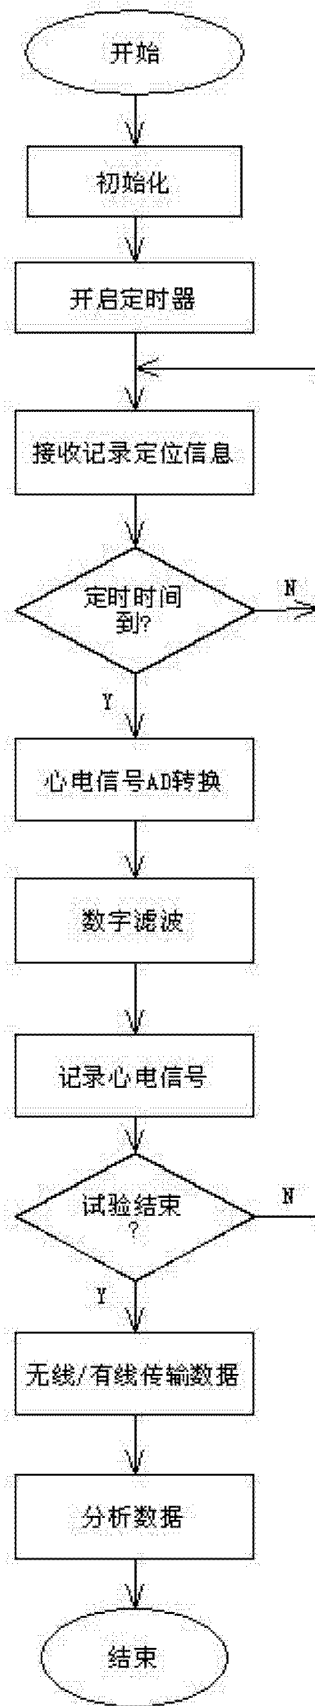 开始
初始化
开启定时器
接收记录定位信息
定时时间
到?
N
Y
心电信号AD转换
数字滤波
记录心电信号
试验结束
?
N
Y
无线/有线传输数据
分析数据
结束